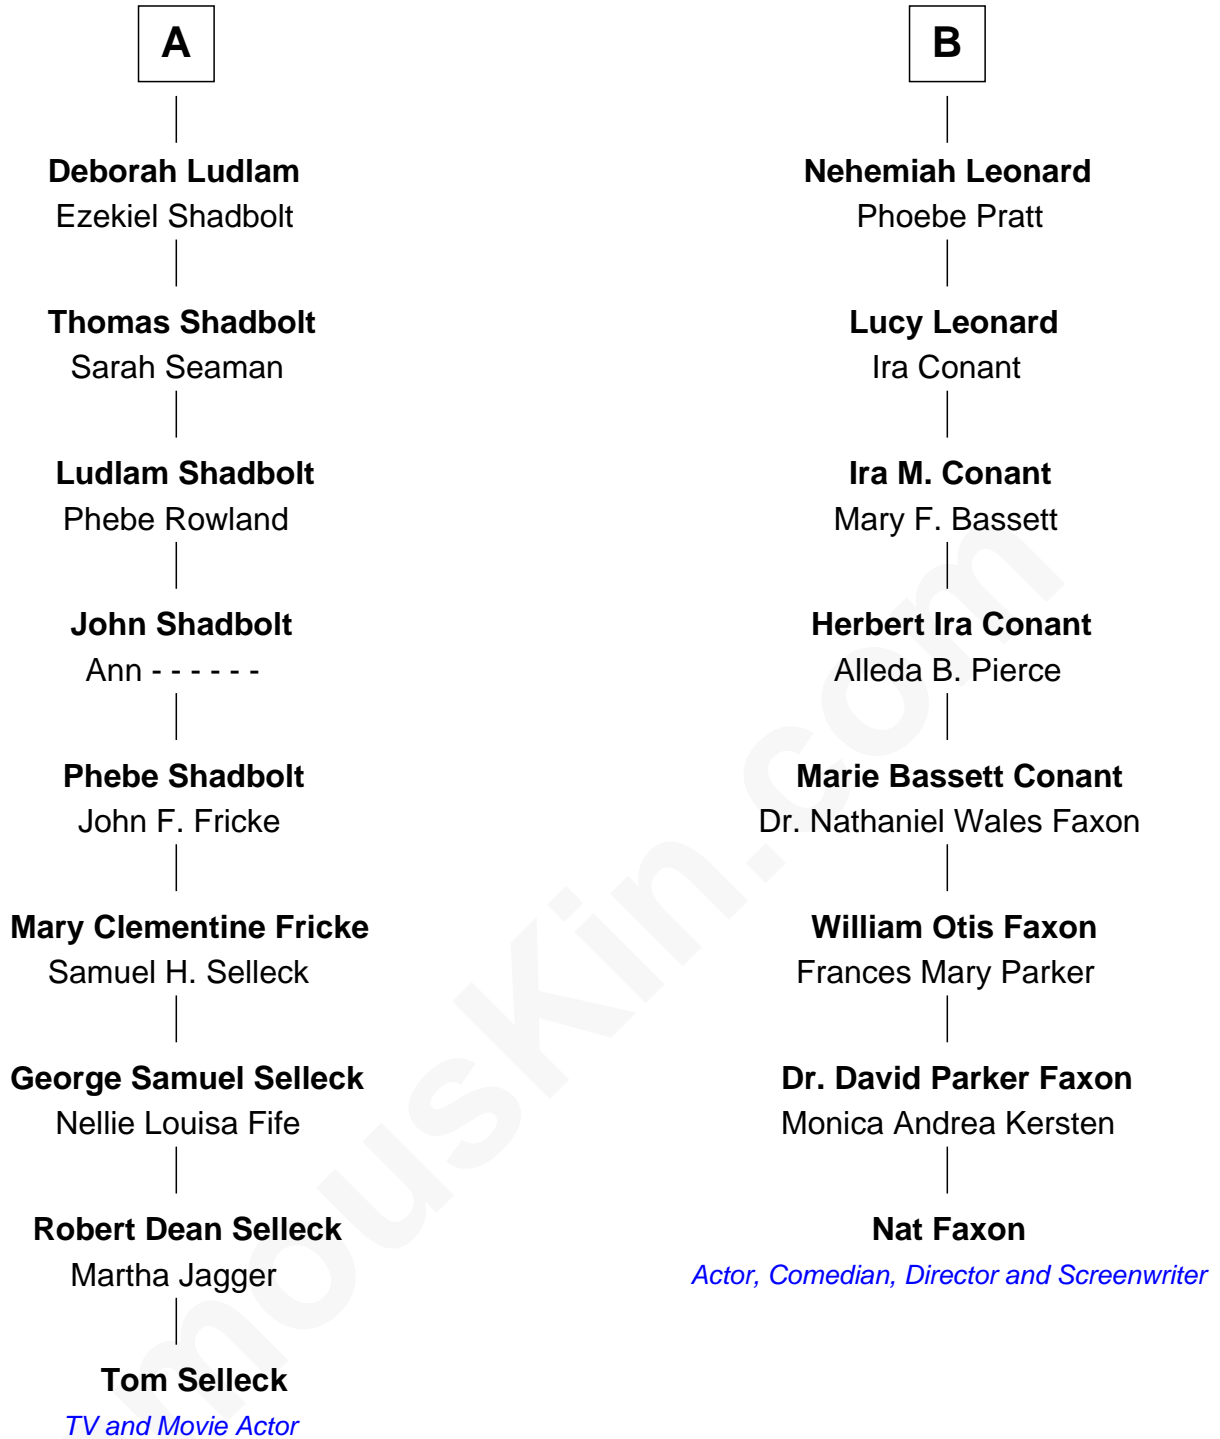 A
Deborah Ludlam
Ezekiel Shadbolt
Thomas Shadbolt
Sarah Seaman
Ludlam Shadbolt
Phebe Rowland
John Shadbolt
Ann - - - - - -
Phebe Shadbolt
John F. Fricke
Mary Clementine Fricke
Samuel H. Selleck
George Samuel Selleck
Nellie Louisa Fife
Robert Dean Selleck
Martha Jagger
Tom Selleck
TV and Movie Actor
B
Nehemiah Leonard
Phoebe Pratt
Lucy Leonard
Ira Conant
Ira M. Conant
Mary F. Bassett
Herbert Ira Conant
Alleda B. Pierce
Marie Bassett Conant
Dr. Nathaniel Wales Faxon
William Otis Faxon
Frances Mary Parker
Dr. David Parker Faxon
Monica Andrea Kersten
Nat Faxon
Actor, Comedian, Director and Screenwriter
mouskin.com